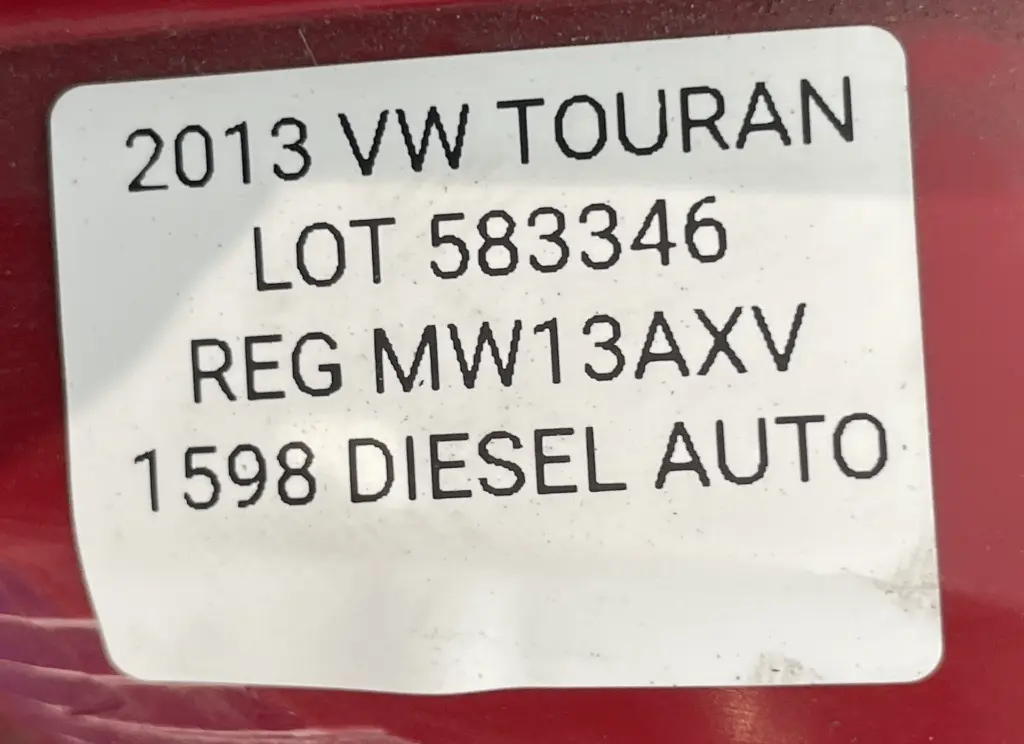 2013 VW TOURAN
LOT 583346
REG MW13AXV
1598 DIESEL AUTO